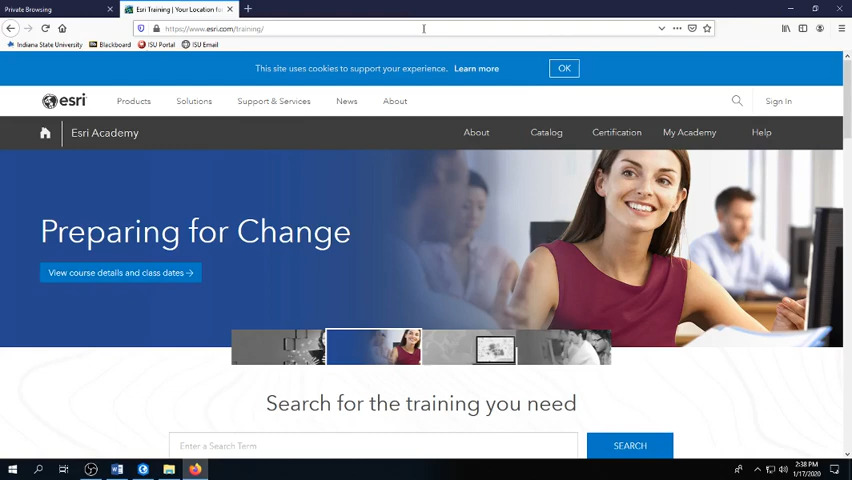 Private Browsing
Esri Training | Your Location for
https://www.esri.com/training/
Indiana State University
Blackboard
ISU Portal
ISU Email
This site uses cookies to support your experience. Learn more
OK
esri
Products
Solutions
Support & Services
News
About
Sign In
Esri Academy
About
Catalog
Certification
My Academy
Help
Preparing for Change
View course details and class dates →
Search for the training you need
Enter a Search Term
SEARCH
2:38 PM
1/17/2020